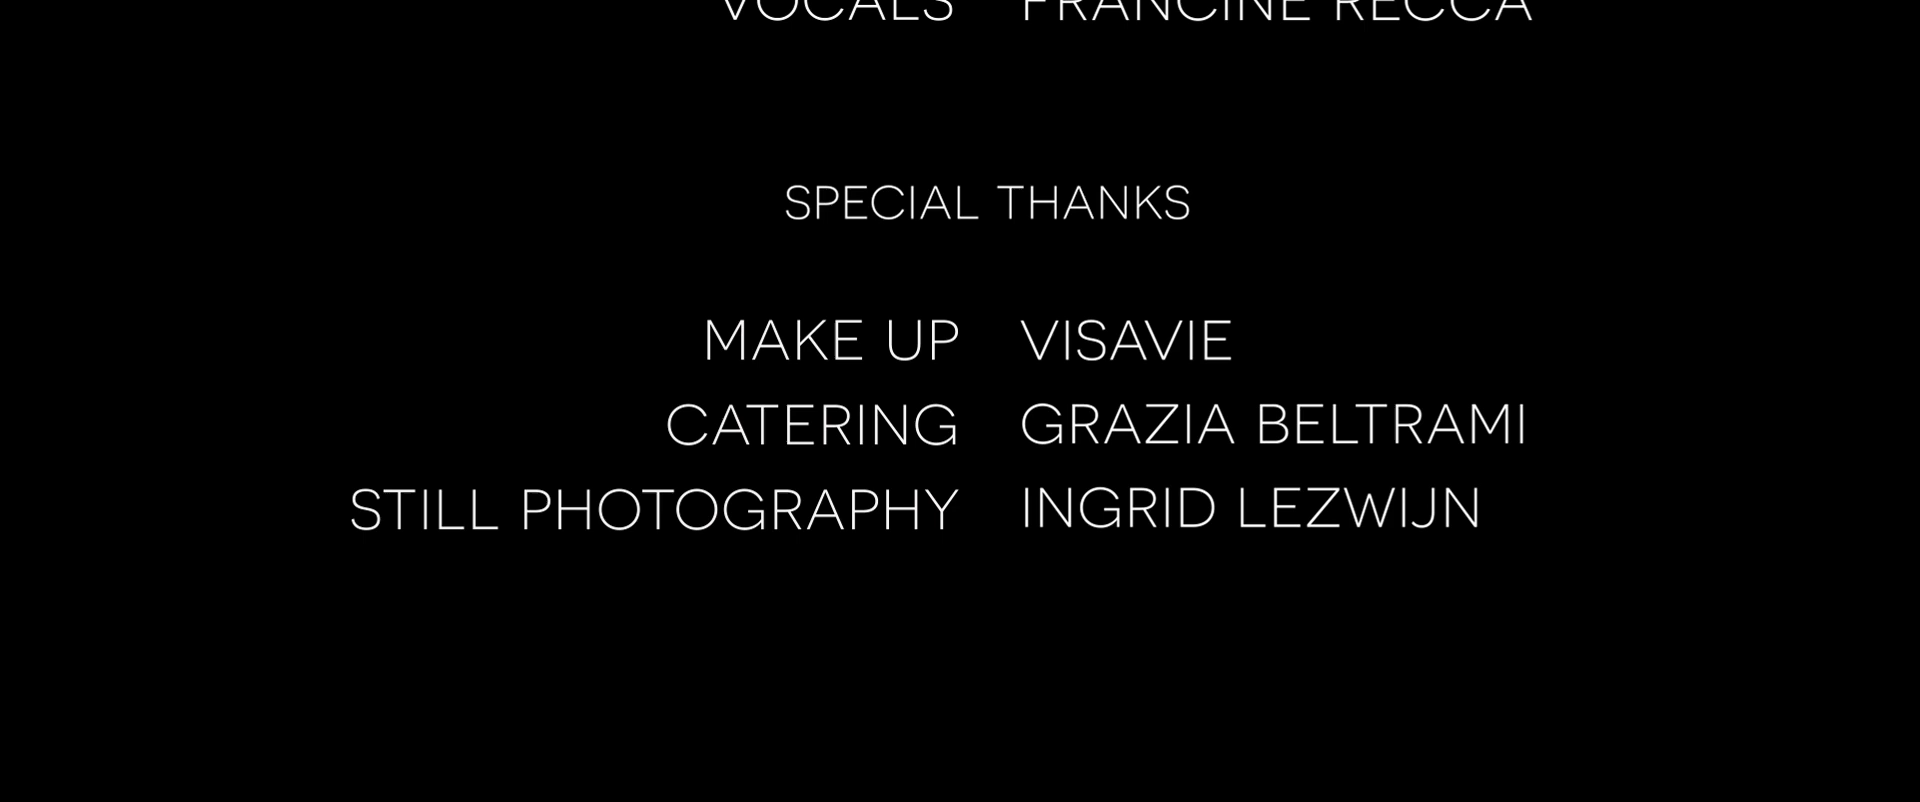 VOCALS FRANCINE RECCA
SPECIAL THANKS
MAKE UP VISAVIE
CATERING GRAZIA BELTRAMI
STILL PHOTOGRAPHY INGRID LEZWIJN